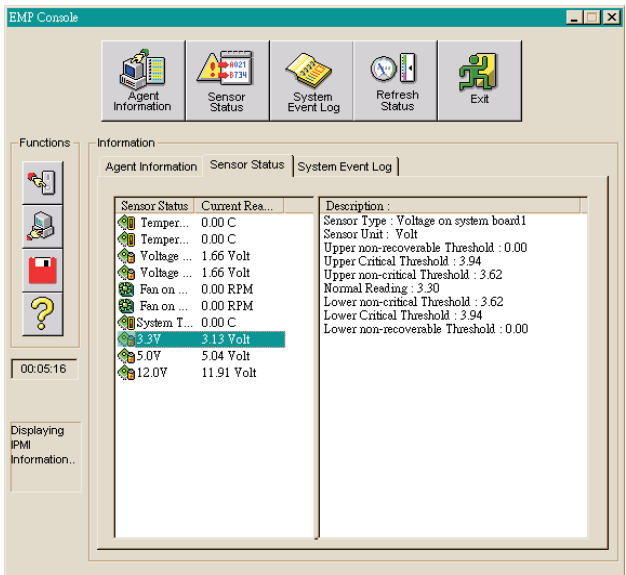 EMP Console
A021
B734
Agent
Information
Sensor
Status
System
Event Log
Refresh
Status
Exit
Functions
Information
Agent Information
Sensor Status
System Event Log
Sensor Status Current Rea...
Temper... 0.00 C
Temper... 0.00 C
Voltage ... 1.66 Volt
Voltage ... 1.66 Volt
Fan on ... 0.00 RPM
Fan on ... 0.00 RPM
System T... 0.00 C
3.3V 3.13 Volt
5.0V 5.04 Volt
12.0V 11.91 Volt
Description :
Sensor Type : Voltage on system board1
Sensor Unit : Volt
Upper non-recoverable Threshold : 0.00
Upper Critical Threshold : 3.94
Upper non-critical Threshold : 3.62
Normal Reading : 3.30
Lower non-critical Threshold : 3.62
Lower Critical Threshold : 3.94
Lower non-recoverable Threshold : 0.00
00:05:16
Displaying
IPMI
Information..